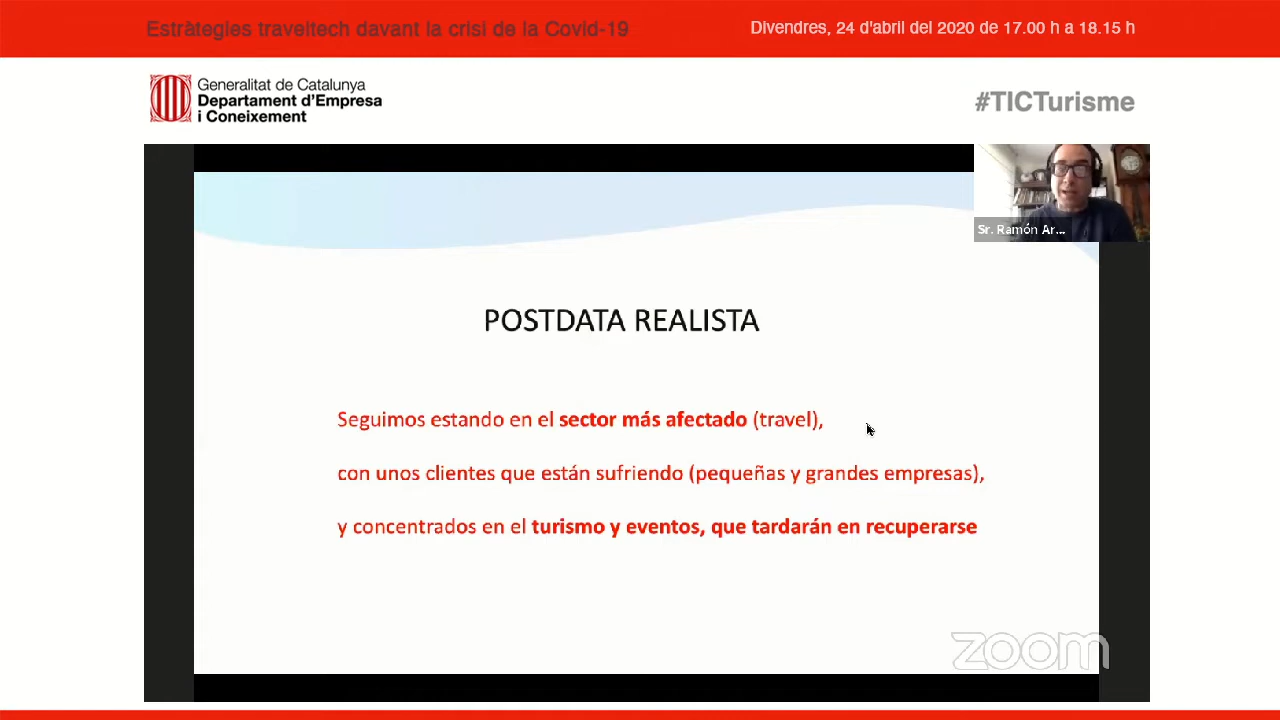 Estràtegies traveltech davant la crisi de la Covid-19
Divendres, 24 d'abril del 2020 de 17.00 h a 18.15 h
Generalitat de Catalunya
Departament d'Empresa
i Coneixement
#TICTurisme
Sr. Ramón Ar...
POSTDATA REALISTA
Seguimos estando en el sector más afectado (travel),
con unos clientes que están sufriendo (pequeñas y grandes empresas),
y concentrados en el turismo y eventos, que tardarán en recuperarse
zoom